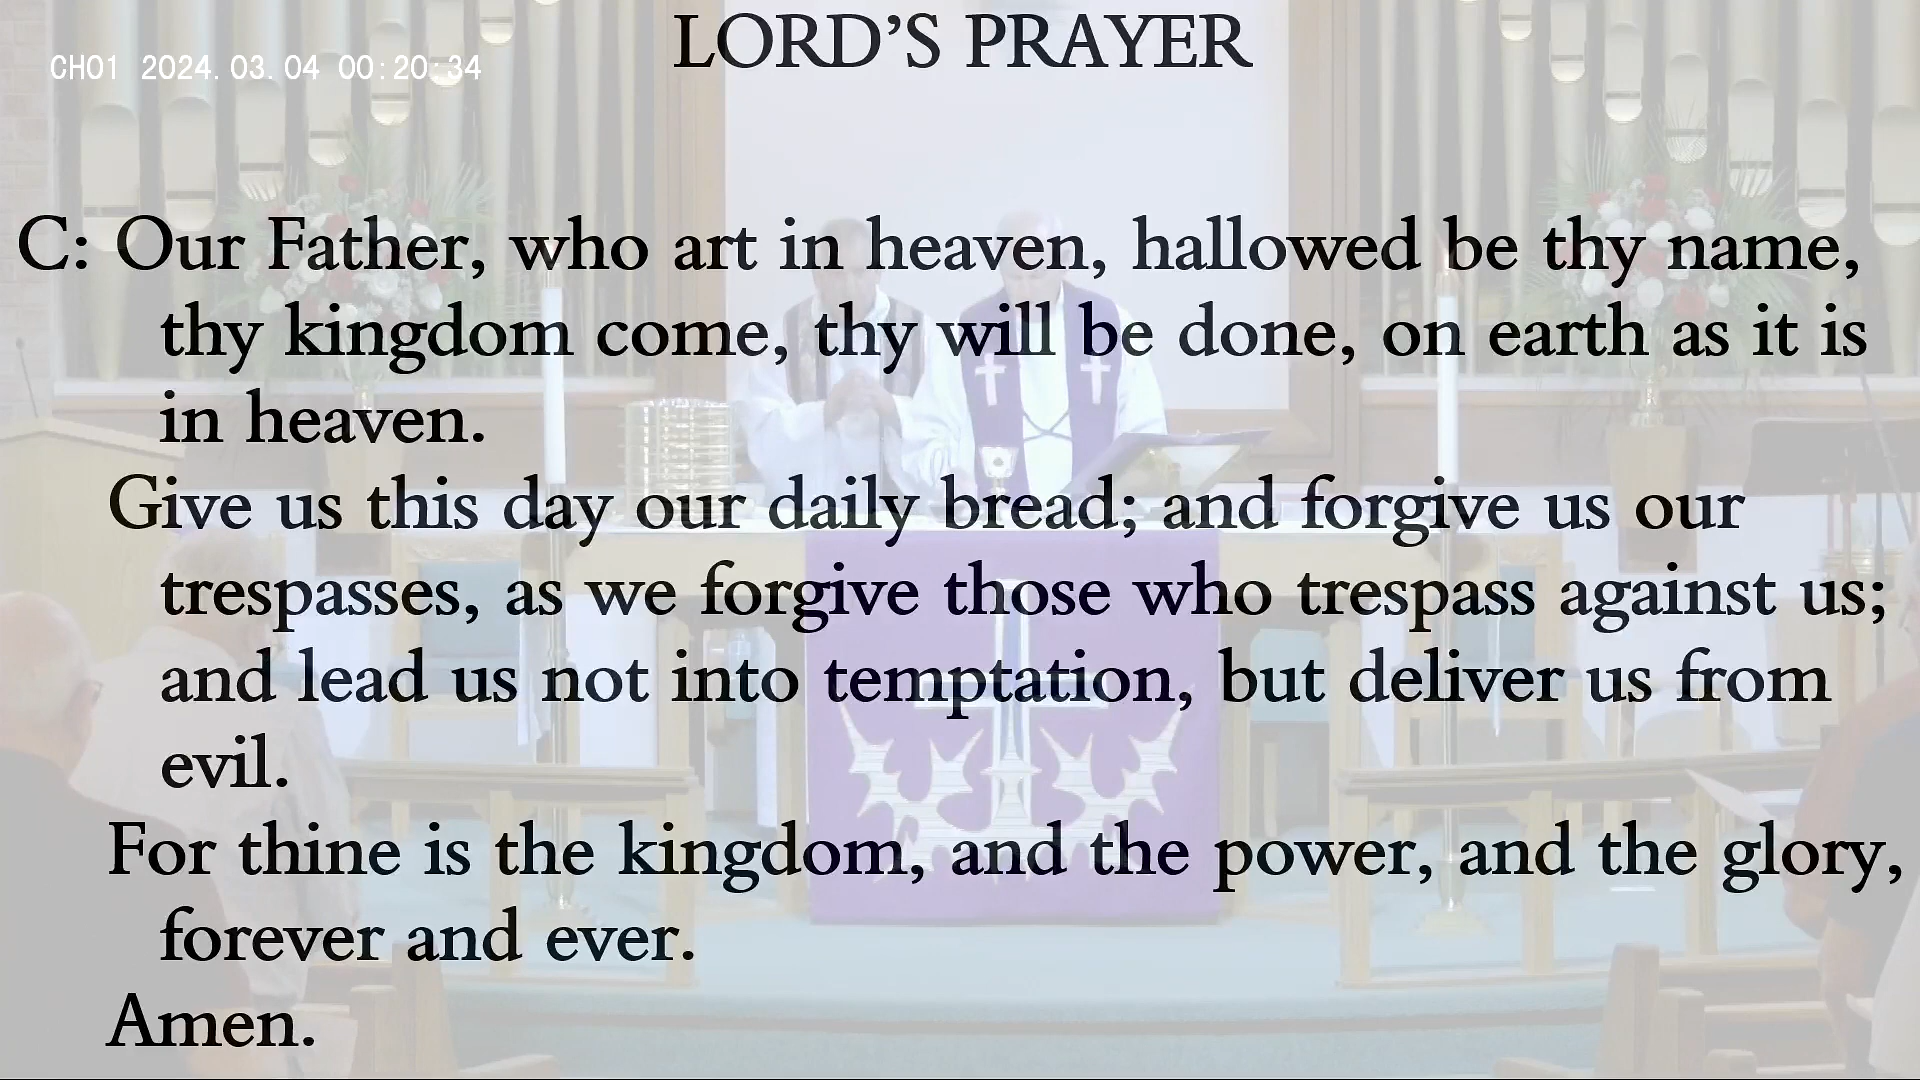 LORD’S PRAYER
CH01 2024.03.04 00:20:34
C: Our Father, who art in heaven, hallowed be thy name,
thy kingdom come, thy will be done, on earth as it is
in heaven.
Give us this day our daily bread; and forgive us our
trespasses, as we forgive those who trespass against us;
and lead us not into temptation, but deliver us from
evil.
For thine is the kingdom, and the power, and the glory,
forever and ever.
Amen.